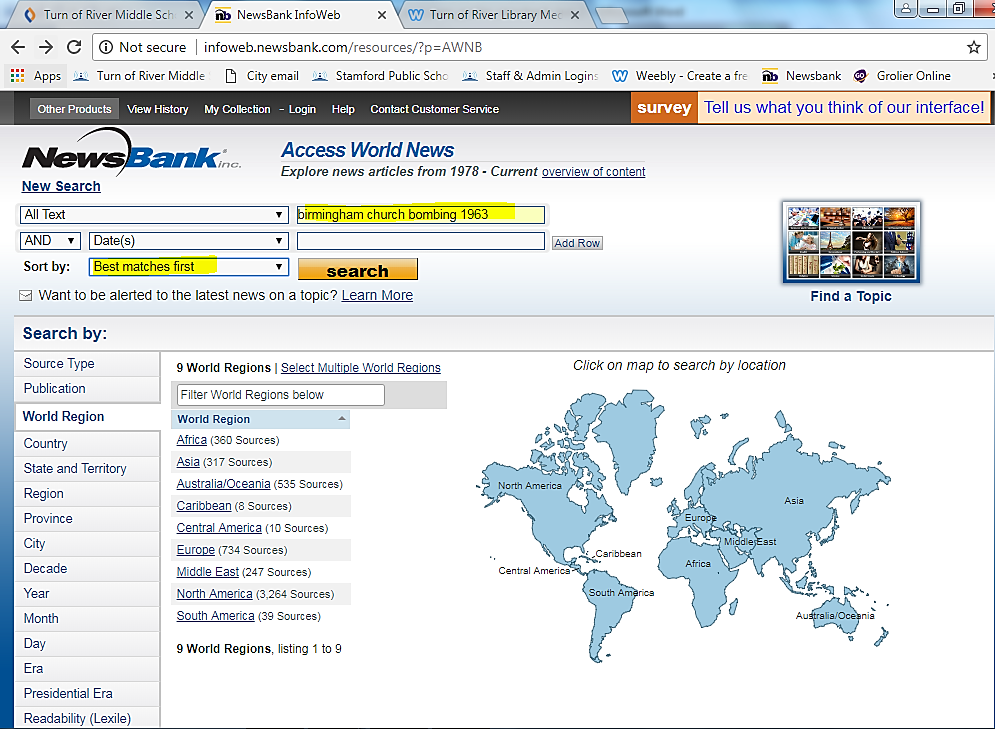 Turn of River Middle Sch
NewsBank InfoWeb
Turn of River Library Med
Not secure | infoweb.newsbank.com/resources/?p=AWNB
Apps Turn of River Middle City email Stamford Public Scho Staff & Admin Logins Weebly - Create a fre Newsbank Grolier Online
Other Products View History My Collection - Login Help Contact Customer Service survey Tell us what you think of our interface!
NewsBank inc.
Access World News
Explore news articles from 1978 - Current overview of content
New Search
All Text birmingham church bombing 1963
AND Date(s) Add Row
Sort by: Best matches first search
Want to be alerted to the latest news on a topic? Learn More
Find a Topic
Search by:
Source Type
Publication
World Region
Country
State and Territory
Region
Province
City
Decade
Year
Month
Day
Era
Presidential Era
Readability (Lexile)
9 World Regions | Select Multiple World Regions
Filter World Regions below
World Region
Africa (360 Sources)
Asia (317 Sources)
Australia/Oceania (535 Sources)
Caribbean (8 Sources)
Central America (10 Sources)
Europe (734 Sources)
Middle East (247 Sources)
North America (3,264 Sources)
South America (39 Sources)
9 World Regions, listing 1 to 9
Click on map to search by location
North America
Asia
Europe
Middle East
Caribbean
Central America
Africa
South America
Australia/Oceania